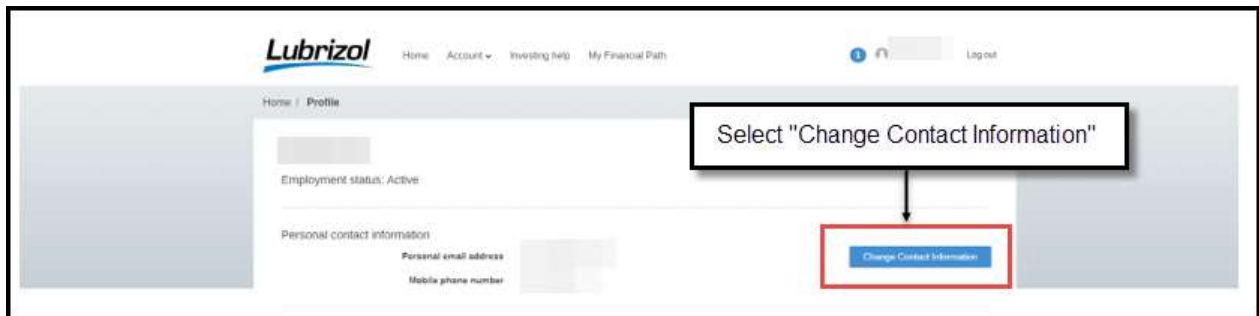 Lubrizol Home Account Investing help My Financial Path 1 Log out
Home / Profile
Select "Change Contact Information"
Employment status: Active
Personal contact information
Personal email address
Change Contact Information
Mobile phone number